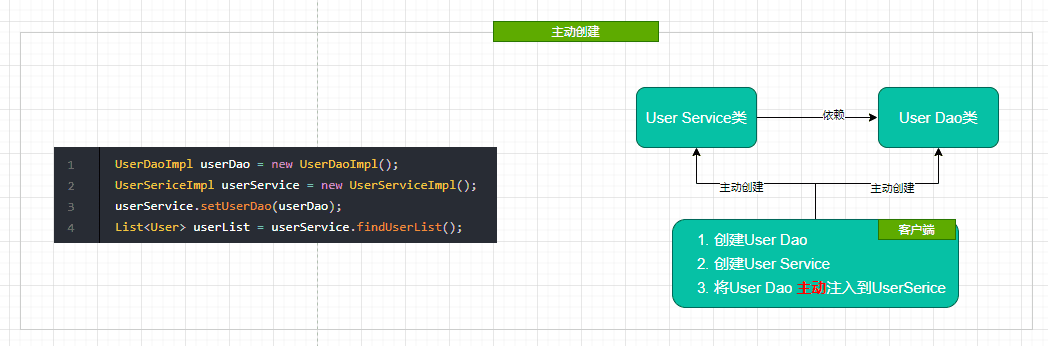 主动创建
1 UserDaoImpl userDao = new UserDaoImpl();
2 UserSericeImpl userService = new UserServiceImpl();
3 userService.setUserDao(userDao);
4 List<User> userList = userService.findUserList();
User Service类
依赖
User Dao类
主动创建
主动创建
客户端
1. 创建User Dao
2. 创建User Service
3. 将User Dao 主动注入到UserSerice